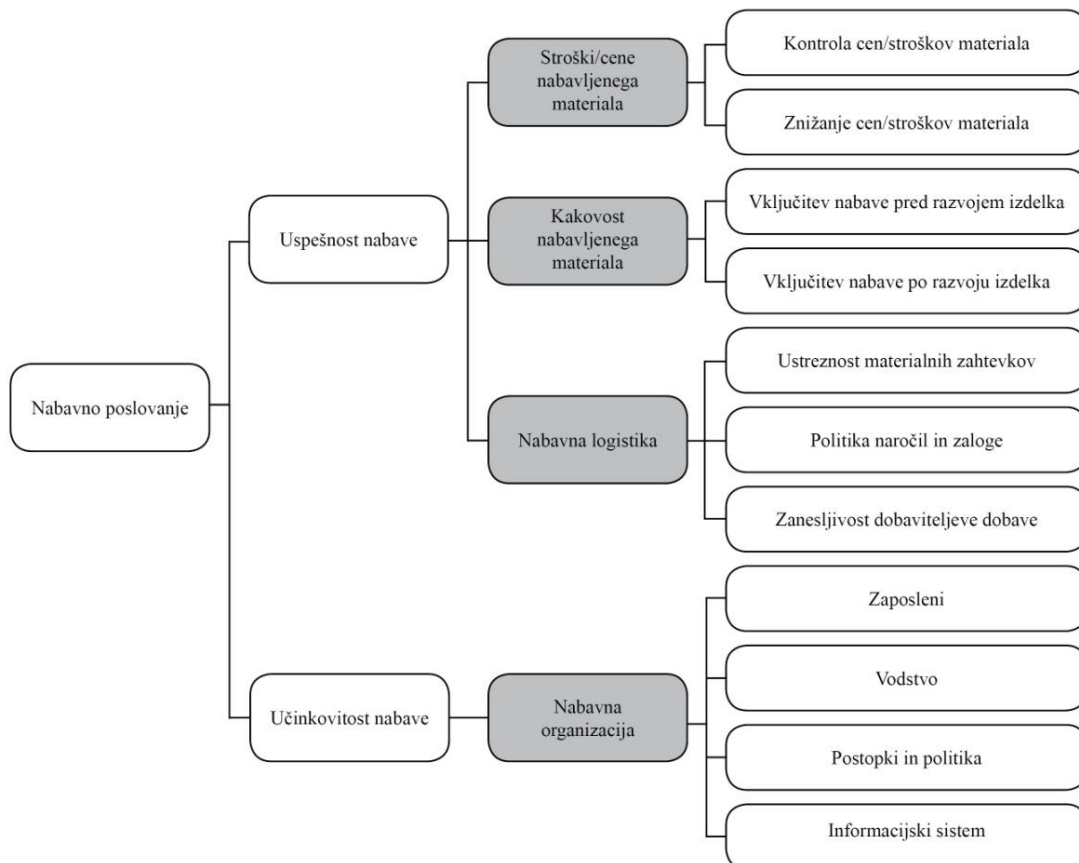 Nabavno poslovanje
Uspešnost nabave
Stroški/cene
nabavljenega
materiala
Kontrola cen/stroškov materiala
Znižanje cen/stroškov materiala
Kakovost
nabavljenega
materiala
Vključitev nabave pred razvojem izdelka
Vključitev nabave po razvoju izdelka
Nabavna logistika
Ustreznost materialnih zahtevkov
Politika naročil in zaloge
Zanesljivost dobaviteljeve dobave
Učinkovitost nabave
Nabavna
organizacija
Zaposleni
Vodstvo
Postopki in politika
Informacijski sistem